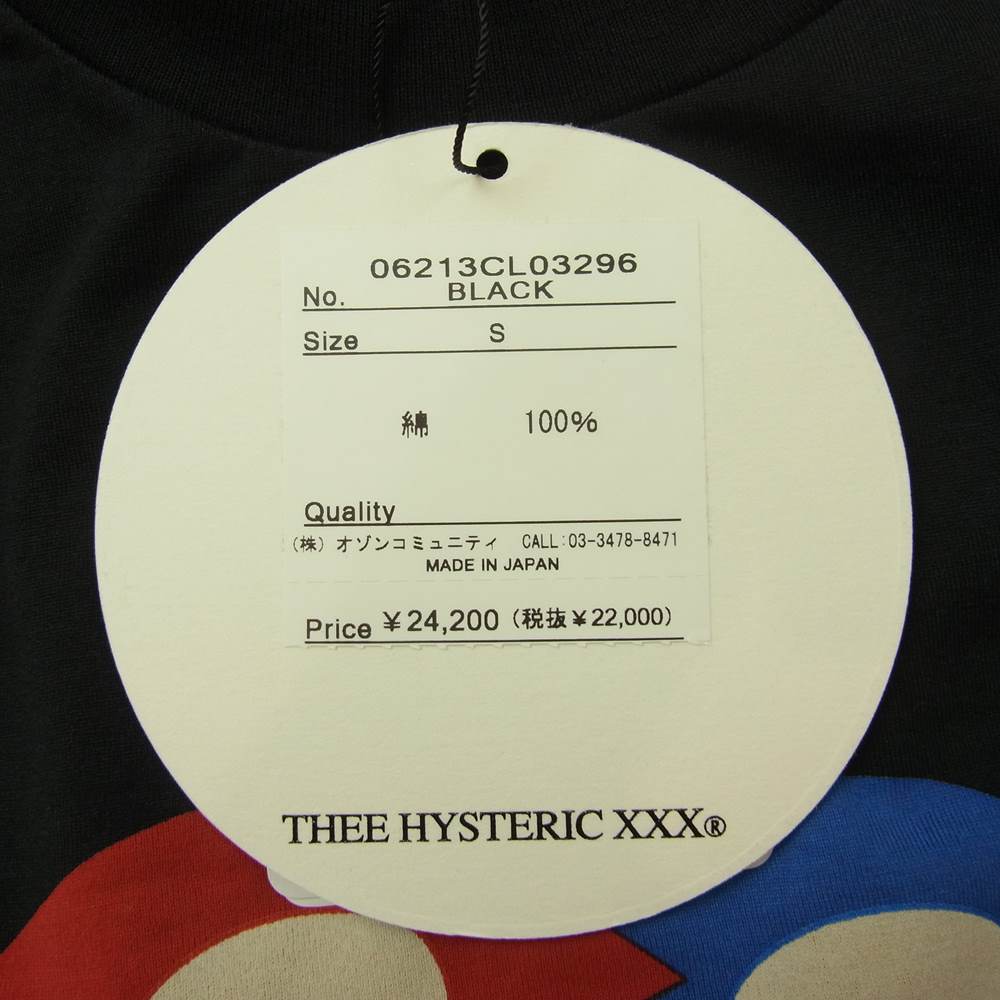 06213CL03296
No. BLACK
Size S
綿 100%
Quality
(株) オゾンコミュニティ CALL:03-3478-8471
MADE IN JAPAN
Price ¥24,200 (税抜¥22,000)
THEE HYSTERIC XXX®